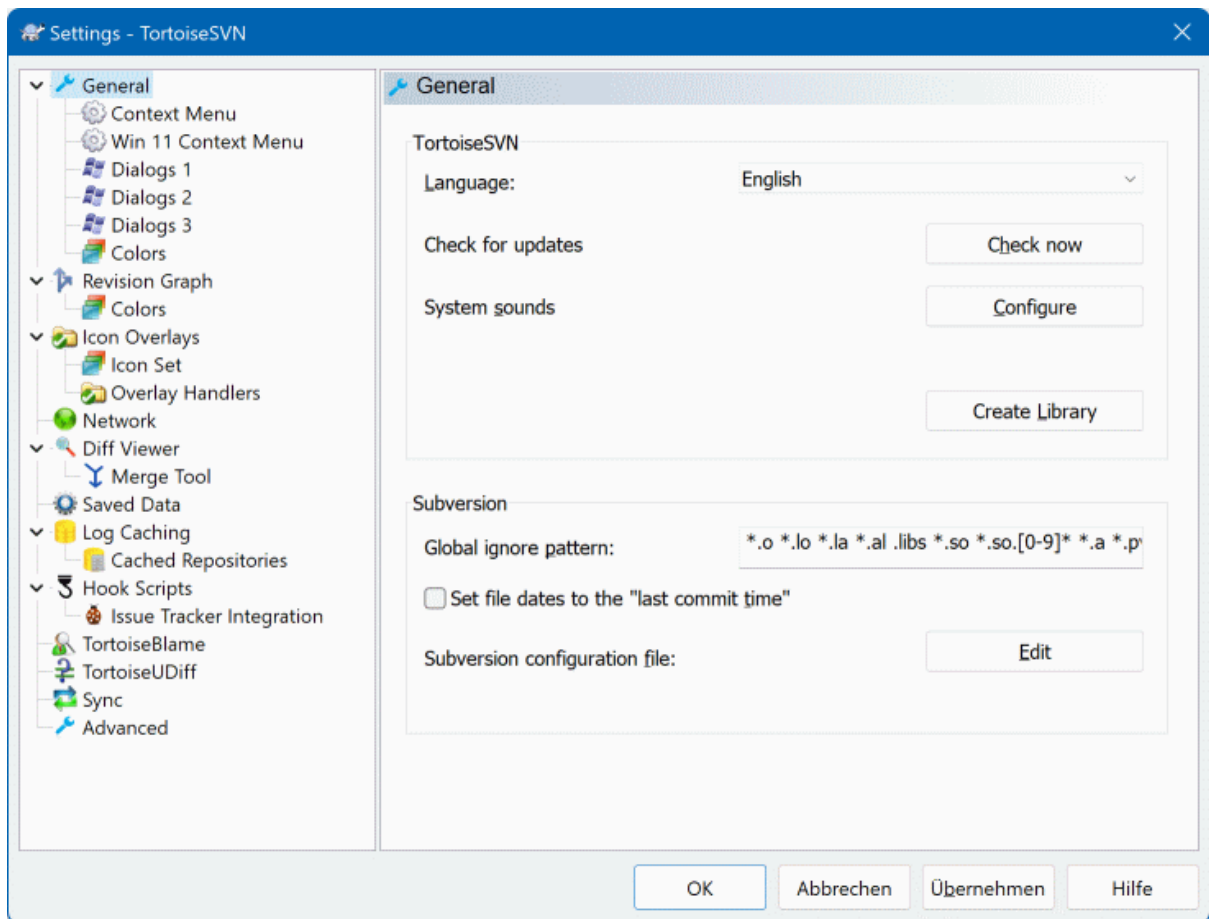 Settings - TortoiseSVN
General
Context Menu
Win 11 Context Menu
Dialogs 1
Dialogs 2
Dialogs 3
Colors
Revision Graph
Colors
Icon Overlays
Icon Set
Overlay Handlers
Network
Diff Viewer
Merge Tool
Saved Data
Log Caching
Cached Repositories
Hook Scripts
Issue Tracker Integration
TortoiseBlame
TortoiseUDiff
Sync
Advanced
General
TortoiseSVN
Language: English
Check for updates Check now
System sounds Configure
Create Library
Subversion
Global ignore pattern: *.o *.lo *.la *.al .libs *.so *.so.[0-9]* *.a
Set file dates to the "last commit time"
Subversion configuration file: Edit
OK Abbrechen Übernehmen Hilfe